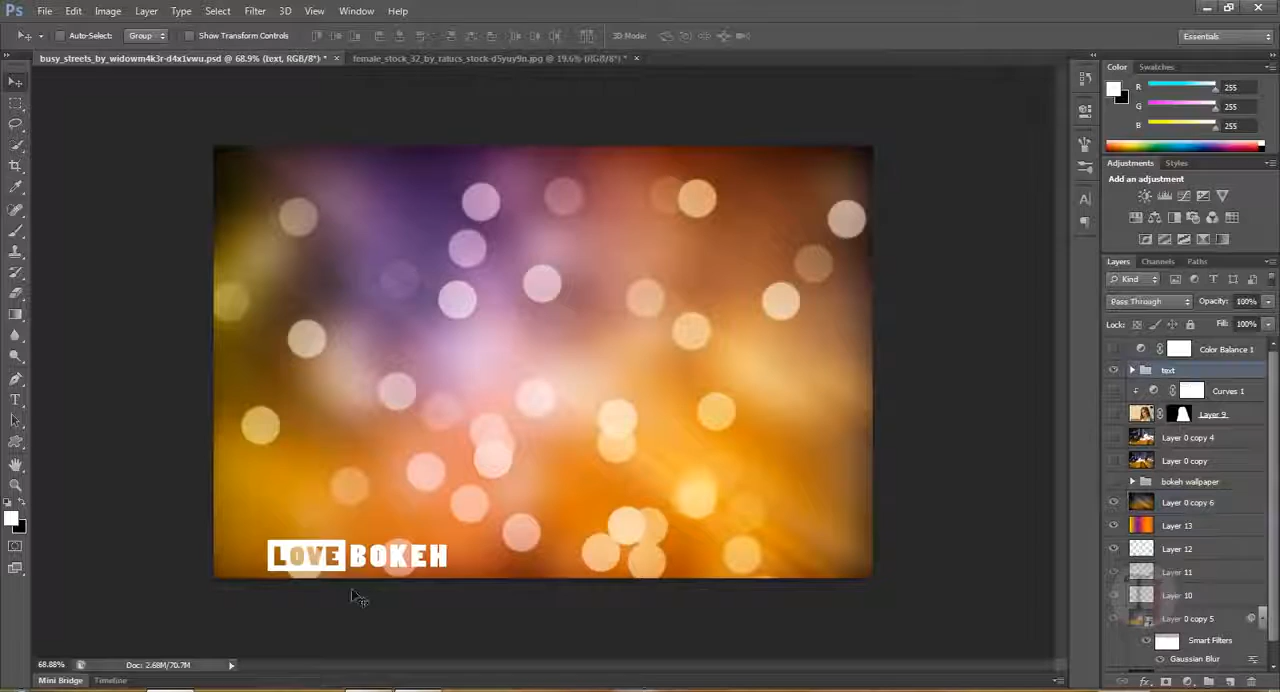 Ps File Edit Image Layer Type Select Filter 3D View Window Help
Auto-Select: Group Show Transform Controls 3D Mode: Essentials
busy_streets_by_widowm4k3r-d4x1vwu.psd @ 68.9% (text, RGB/8*) * × female_stock_32_by_ralucs_stock-d5yuy9n.jpg @ 19.6% (RGB/8*) * ×
Color Swatches
R 255
G 255
B 255
Adjustments Styles
Add an adjustment
Layers Channels Paths
Kind
Pass Through Opacity: 100%
Lock: Fill: 100%
Color Balance 1
text
Curves 1
Layer 9
Layer 0 copy 4
Layer 0 copy
bokeh wallpaper
Layer 0 copy 6
Layer 13
Layer 12
Layer 11
Layer 10
Layer 0 copy 5
Smart Filters
Gaussian Blur
LOVE BOKEH
68.88% Doc: 2.68M/70.7M
Mini Bridge Timeline